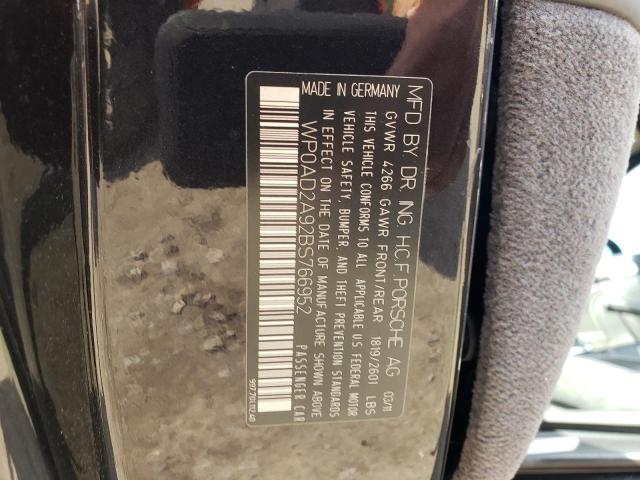 MFD BY DR. ING. H.C.F. PORSCHE AG 03/11
GVWR 4266 GAWR FRONT/REAR 1819/2601 LBS
THIS VEHICLE CONFORMS TO ALL APPLICABLE U.S. FEDERAL MOTOR
VEHICLE SAFETY, BUMPER, AND THEFT PREVENTION STANDARDS
IN EFFECT ON THE DATE OF MANUFACTURE SHOWN ABOVE
WP0AD2A92BS766952
MADE IN GERMANY PASSENGER CAR